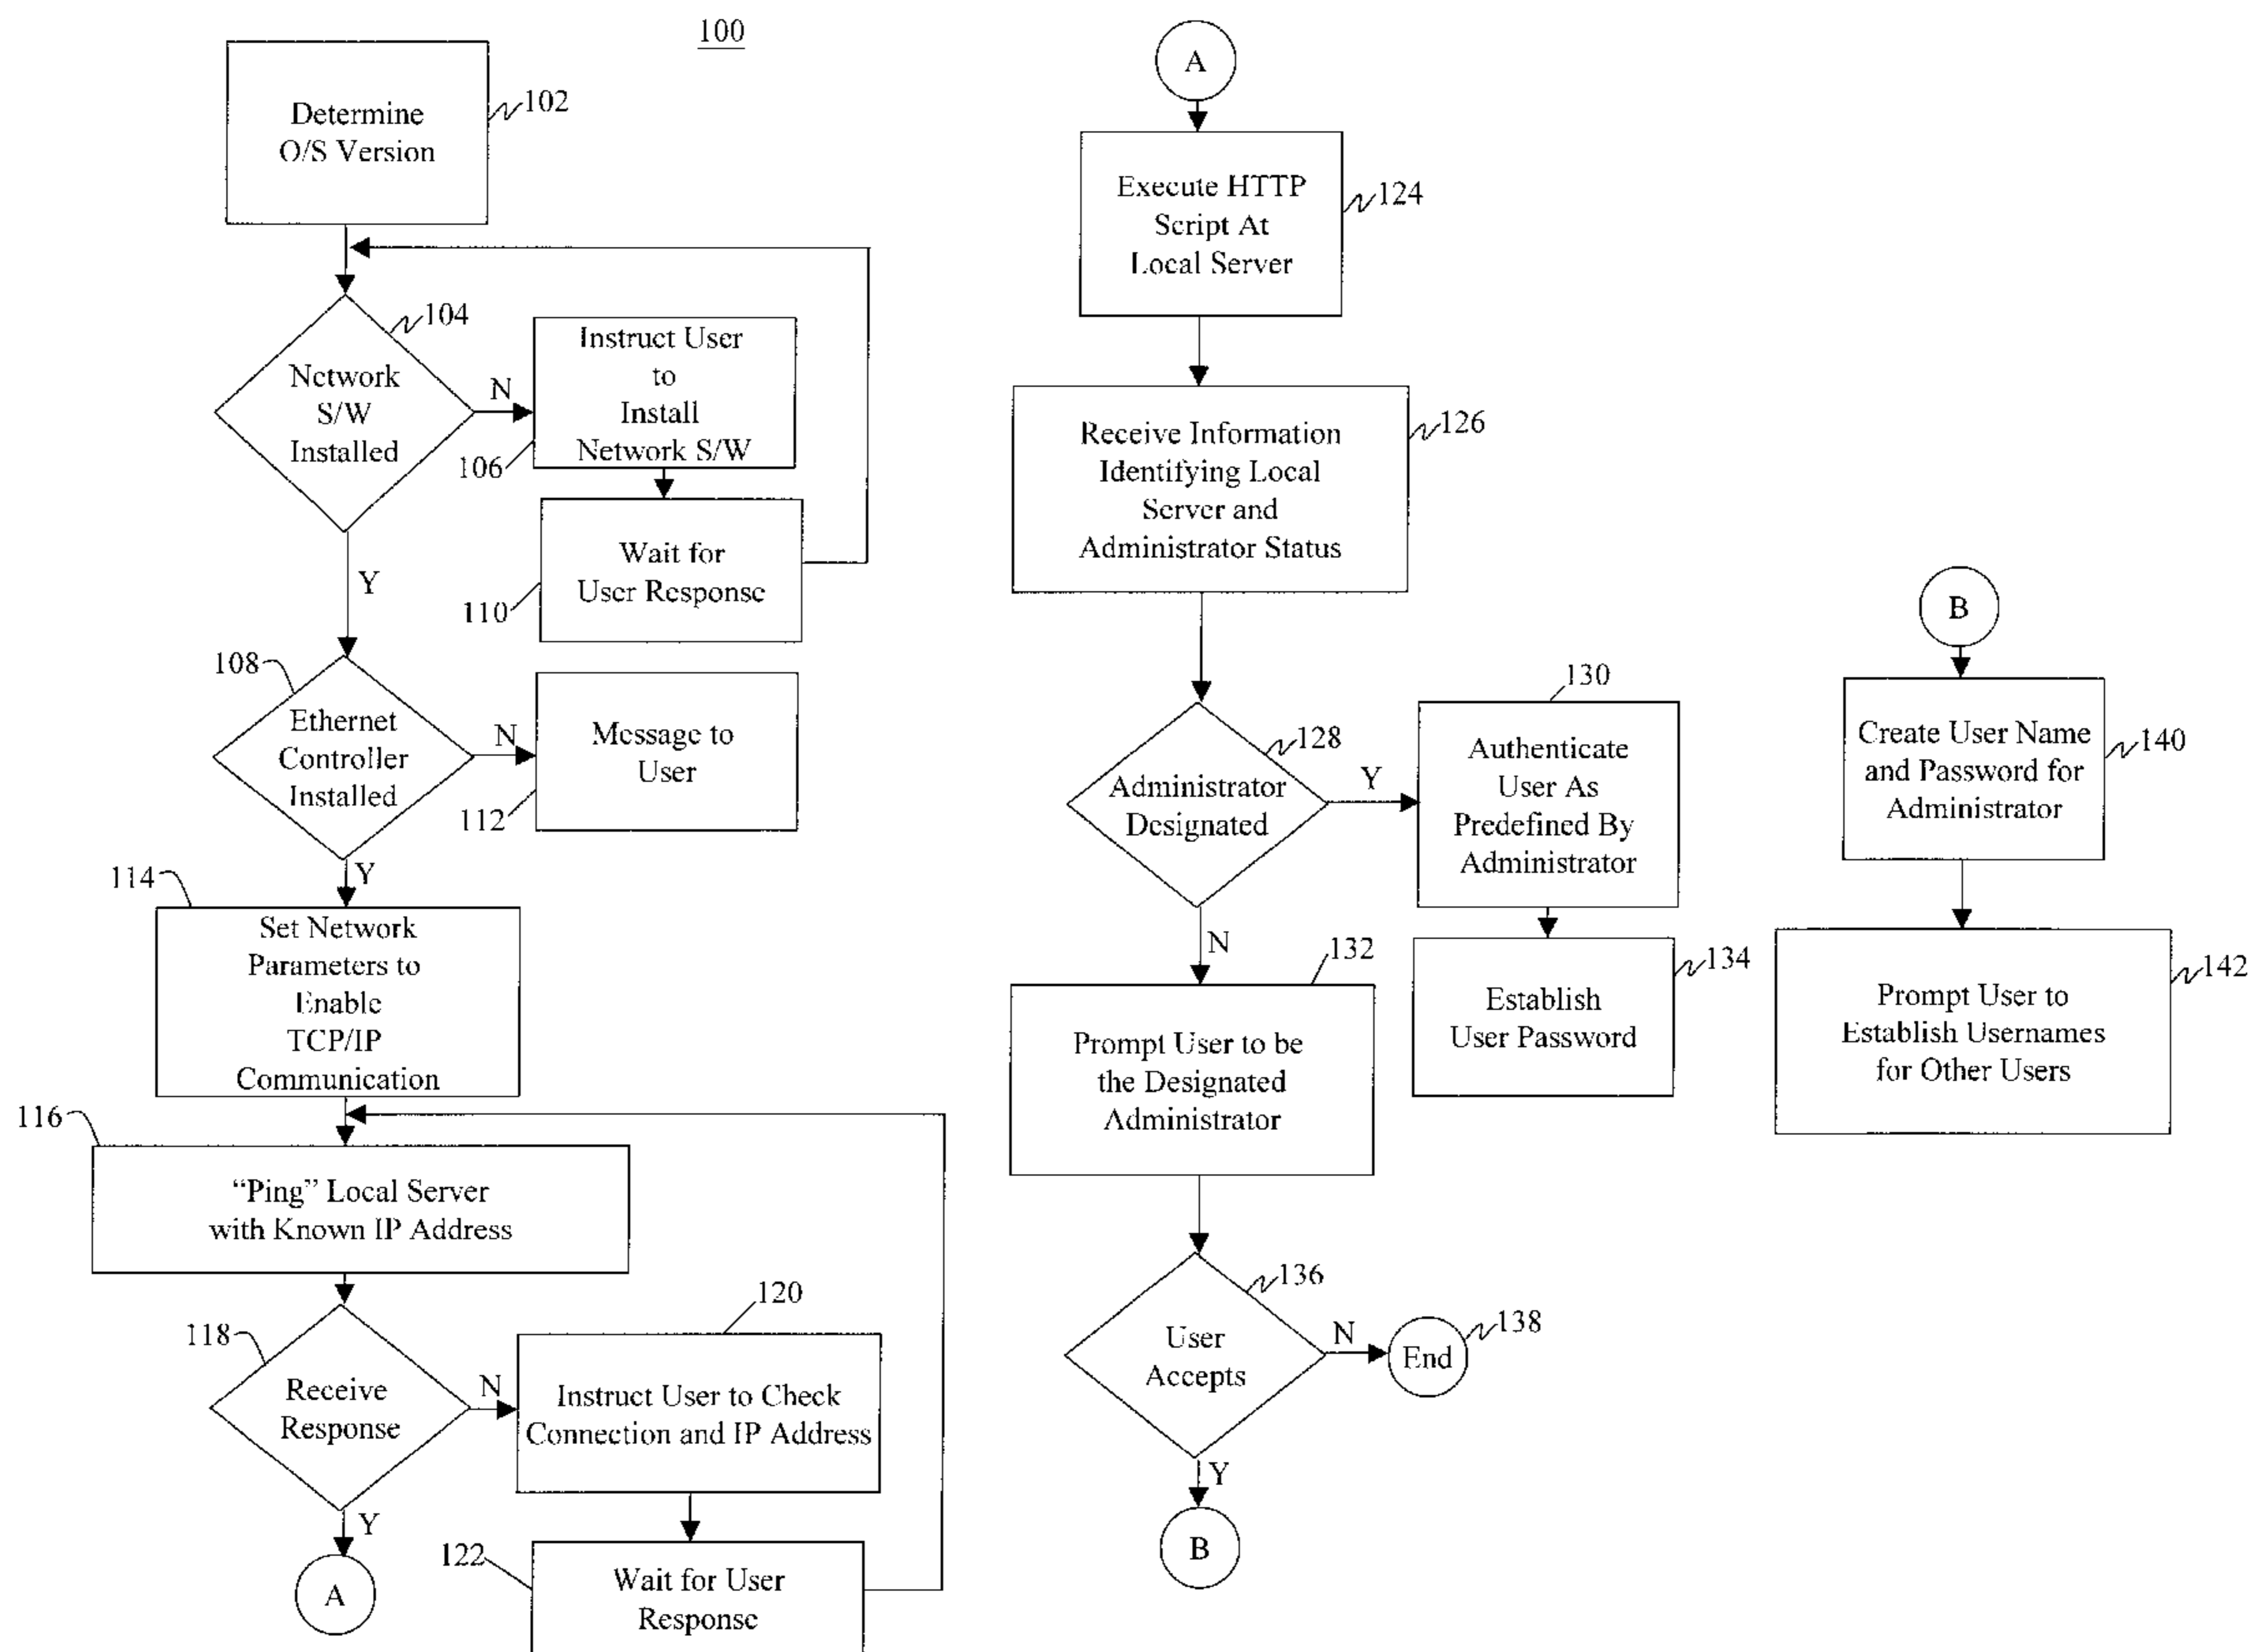 100
Determine
O/S Version
102
104
Network
S/W
Installed
N
Instruct User
to
Install
Network S/W
106
Wait for
User Response
110
Y
108
Ethernet
Controller
Installed
N
Message to
User
112
Y
114
Set Network
Parameters to
Enable
TCP/IP
Communication
116
“Ping” Local Server
with Known IP Address
118
Receive
Response
N
120
Instruct User to Check
Connection and IP Address
122
Wait for User
Response
Y
A
A
Execute HTTP
Script At
Local Server
124
Receive Information
Identifying Local
Server and
Administrator Status
126
128
Administrator
Designated
Y
130
Authenticate
User As
Predefined By
Administrator
Establish
User Password
134
N
132
Prompt User to be
the Designated
Administrator
136
User
Accepts
N
End
138
Y
B
B
Create User Name
and Password for
Administrator
140
Prompt User to
Establish Usernames
for Other Users
142